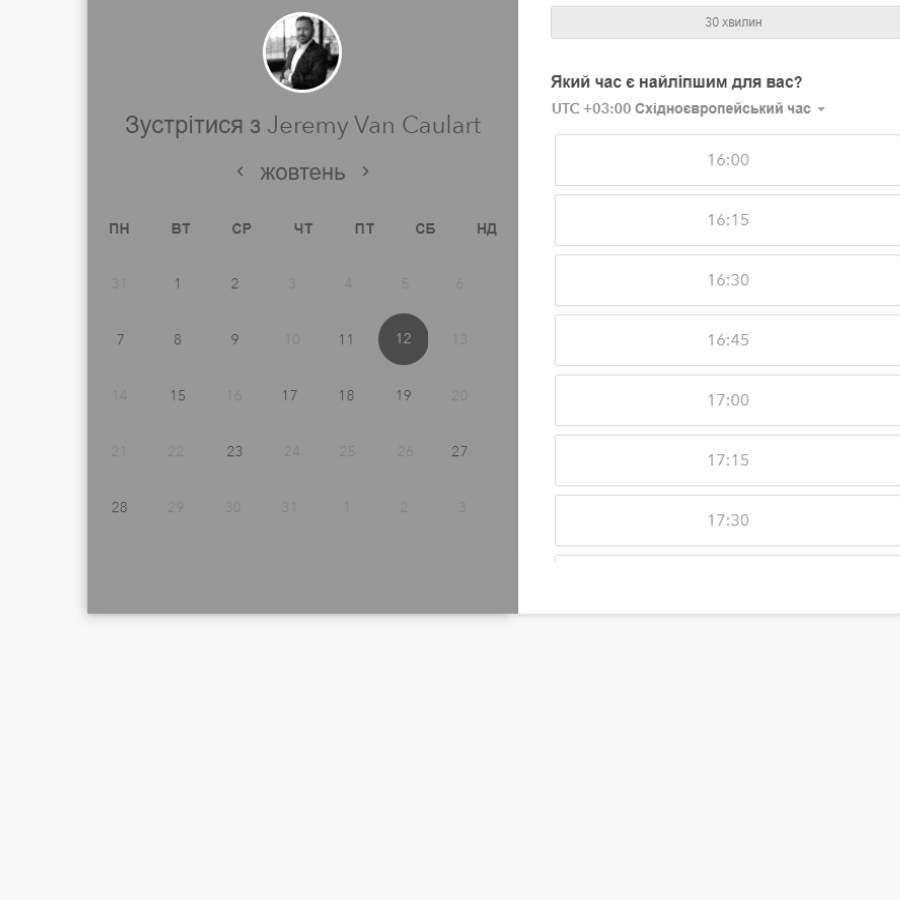 Зустрітися з Jeremy Van Caulart
жовтень
ПН ВТ СР ЧТ ПТ СБ НД
31 1 2 3 4 5 6
7 8 9 10 11 12 13
14 15 16 17 18 19 20
21 22 23 24 25 26 27
28 29 30 31 1 2 3
30 хвилин
Який час є найліпшим для вас?
UTC +03:00 Східноєвропейський час
16:00
16:15
16:30
16:45
17:00
17:15
17:30